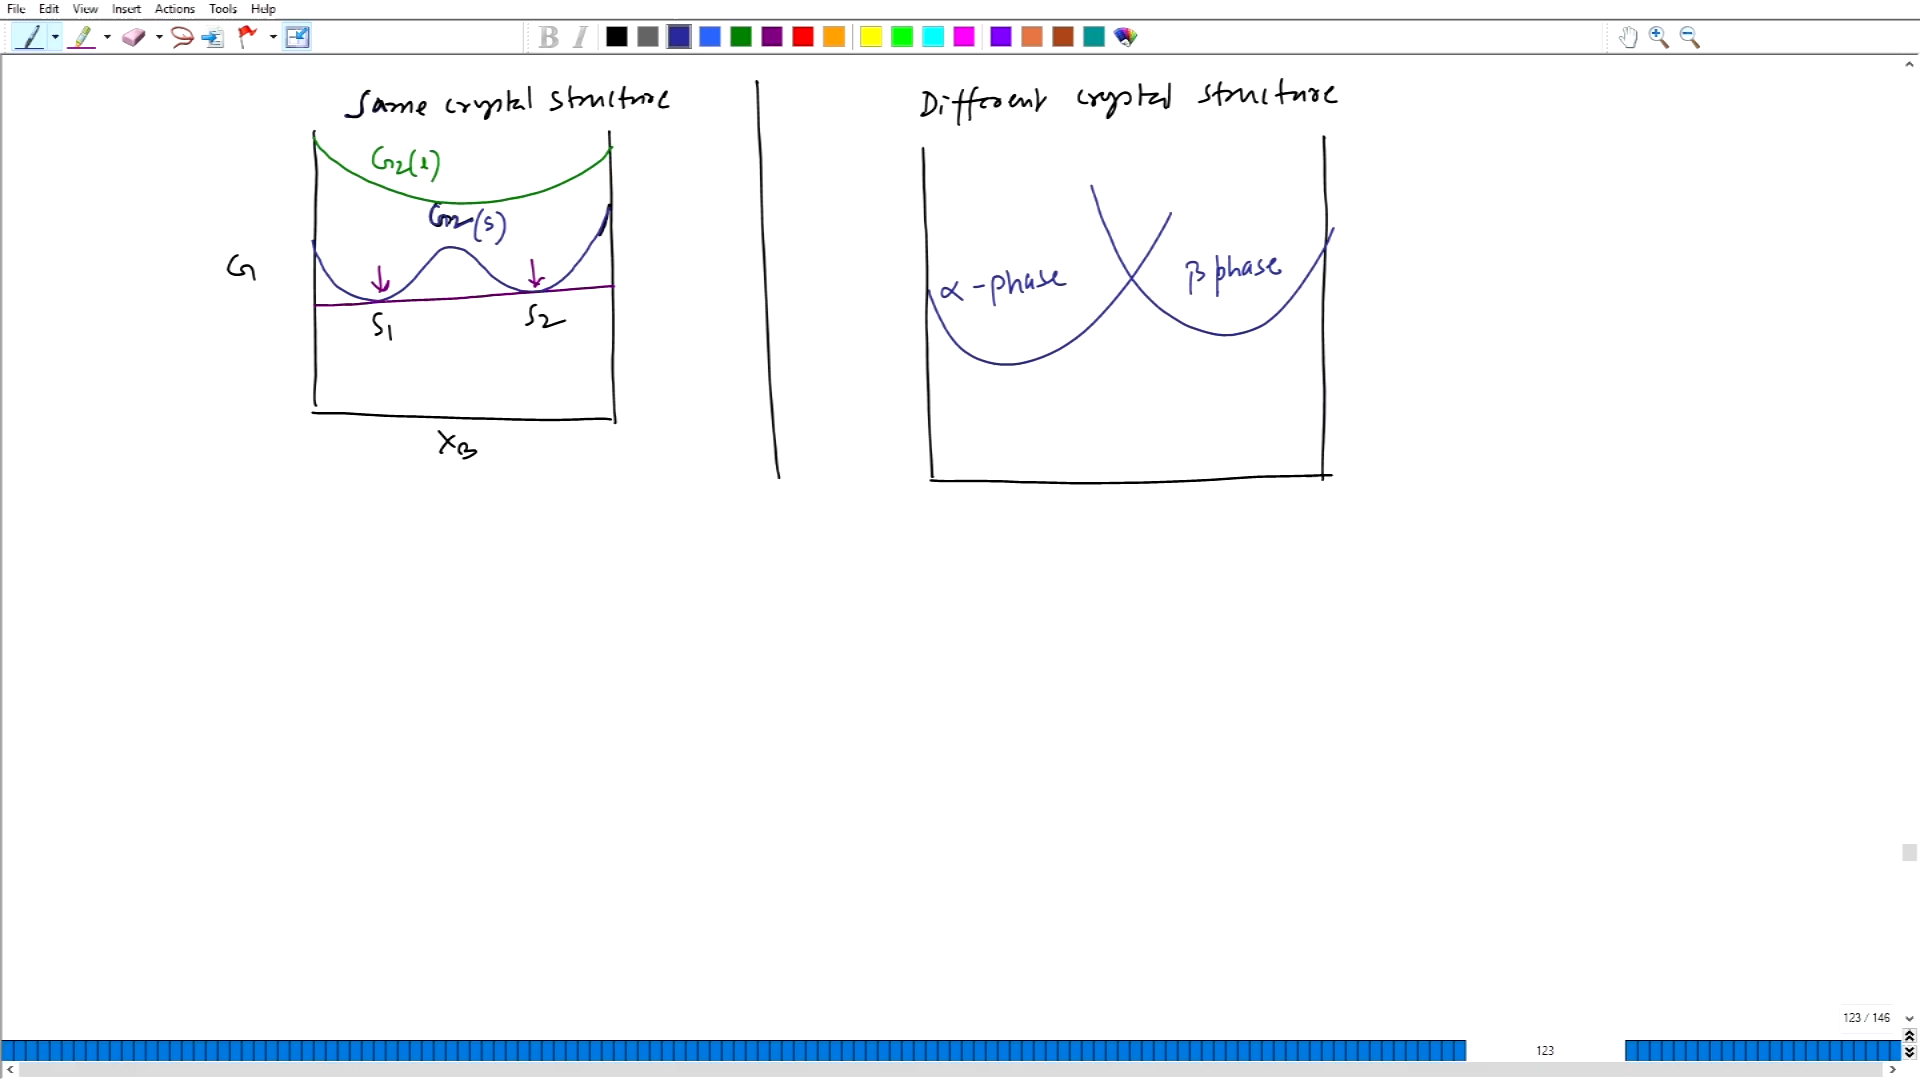 File Edit View Insert Actions Tools Help
B I
Same crystal structure
G2(l)
G2(s)
G
S1
S2
XB
Different crystal structure
α-phase
β phase
123 / 146
123